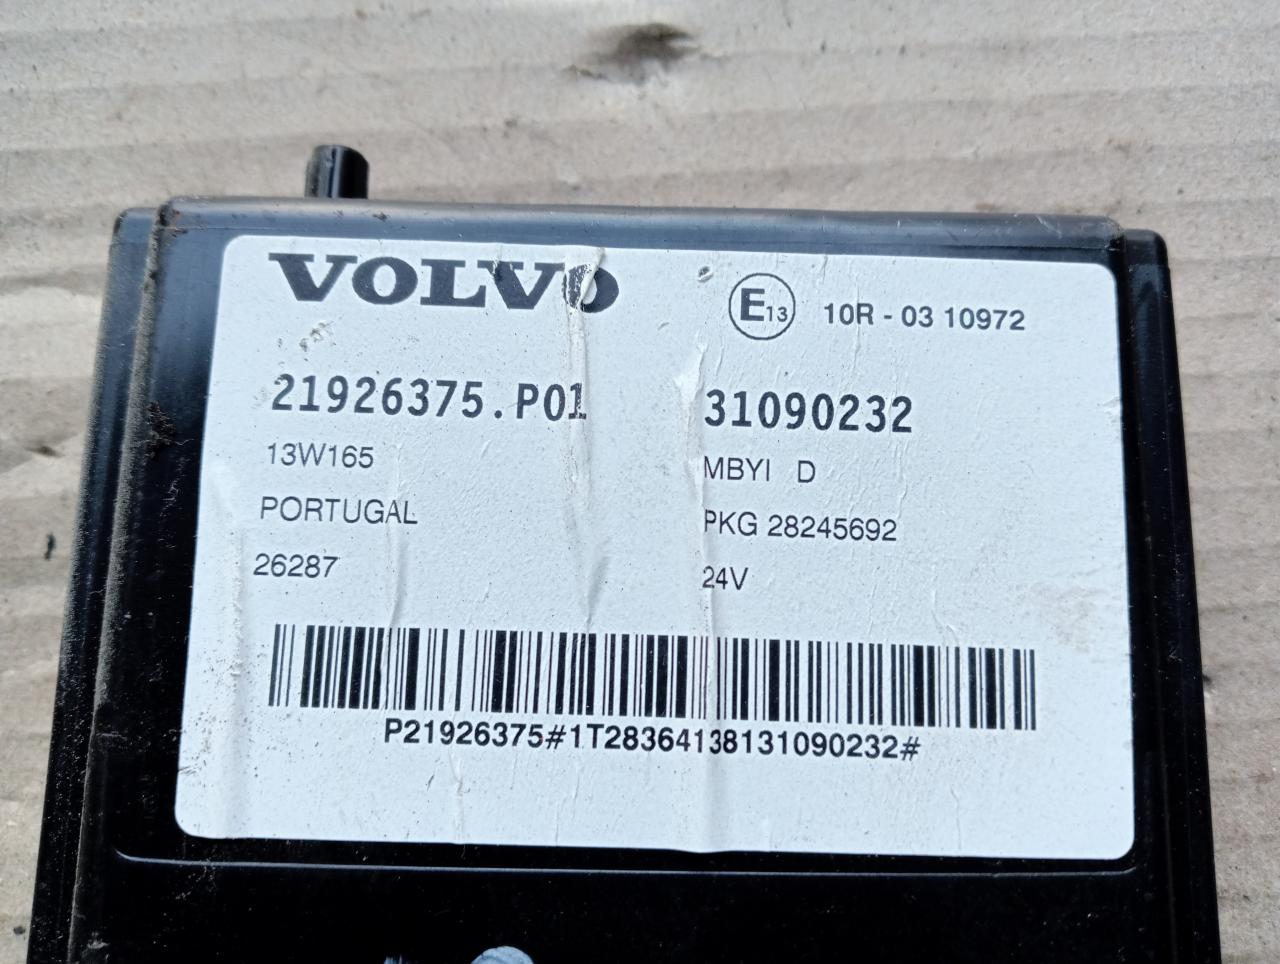 VOLVO
E13 10R - 03 10972
21926375.P01 31090232
13W165 MBYI D
PORTUGAL PKG 28245692
26287 24V
P21926375#1T28364138131090232#